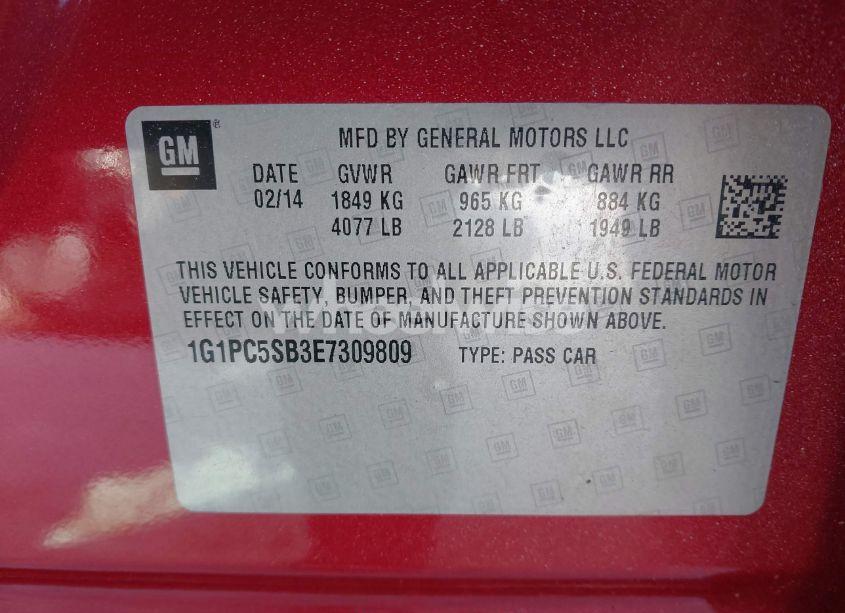 GM ®
MFD BY GENERAL MOTORS LLC
DATE GVWR GAWR FRT GAWR RR
02/14 1849 KG 965 KG 884 KG
4077 LB 2128 LB 1949 LB
THIS VEHICLE CONFORMS TO ALL APPLICABLE U.S. FEDERAL MOTOR
VEHICLE SAFETY, BUMPER, AND THEFT PREVENTION STANDARDS IN
EFFECT ON THE DATE OF MANUFACTURE SHOWN ABOVE.
1G1PC5SB3E7309809 TYPE: PASS CAR